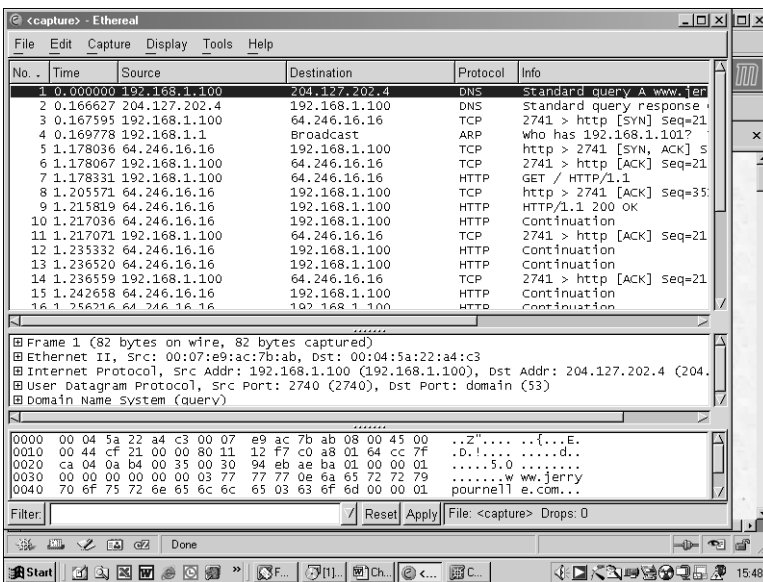 <capture> - Ethereal
File Edit Capture Display Tools Help
No. Time Source Destination Protocol Info
1 0.000000 192.168.1.100 204.127.202.4 DNS Standard query A www.jer
2 0.166627 204.127.202.4 192.168.1.100 DNS Standard query response
3 0.167595 192.168.1.100 64.246.16.16 TCP 2741 > http [SYN] Seq=21
4 0.169778 192.168.1.1 Broadcast ARP Who has 192.168.1.101?
5 1.178036 64.246.16.16 192.168.1.100 TCP http > 2741 [SYN, ACK] S
6 1.178067 192.168.1.100 64.246.16.16 TCP 2741 > http [ACK] Seq=21
7 1.178331 192.168.1.100 64.246.16.16 HTTP GET / HTTP/1.1
8 1.205571 64.246.16.16 192.168.1.100 TCP http > 2741 [ACK] Seq=35
9 1.215819 64.246.16.16 192.168.1.100 HTTP HTTP/1.1 200 OK
10 1.217036 64.246.16.16 192.168.1.100 HTTP Continuation
11 1.217071 192.168.1.100 64.246.16.16 TCP 2741 > http [ACK] Seq=21
12 1.235332 64.246.16.16 192.168.1.100 HTTP Continuation
13 1.236520 64.246.16.16 192.168.1.100 HTTP Continuation
14 1.236559 192.168.1.100 64.246.16.16 TCP 2741 > http [ACK] Seq=21
15 1.242658 64.246.16.16 192.168.1.100 HTTP Continuation
16 1.256216 64.246.16.16 192.168.1.100 HTTP Continuation
Frame 1 (82 bytes on wire, 82 bytes captured)
Ethernet II, Src: 00:07:e9:ac:7b:ab, Dst: 00:04:5a:22:a4:c3
Internet Protocol, Src Addr: 192.168.1.100 (192.168.1.100), Dst Addr: 204.127.202.4 (204.
User Datagram Protocol, Src Port: 2740 (2740), Dst Port: domain (53)
Domain Name System (query)
0000 00 04 5a 22 a4 c3 00 07 e9 ac 7b ab 08 00 45 00 ..Z".... ..{...E.
0010 00 44 cf 21 00 00 80 11 12 f7 c0 a8 01 64 cc 7f .D.!.... .....d..
0020 ca 04 0a b4 00 35 00 30 94 eb ae ba 01 00 00 01 .....5.0 ........
0030 00 00 00 00 00 00 03 77 77 77 0e 6a 65 72 72 79 .......w ww.jerry
0040 70 6f 75 72 6e 65 6c 6c 65 03 63 6f 6d 00 00 01 pournell e.com...
Filter: Reset Apply File: <capture> Drops: 0
Done
Start F... [1]... Ch... <... C... 15:48